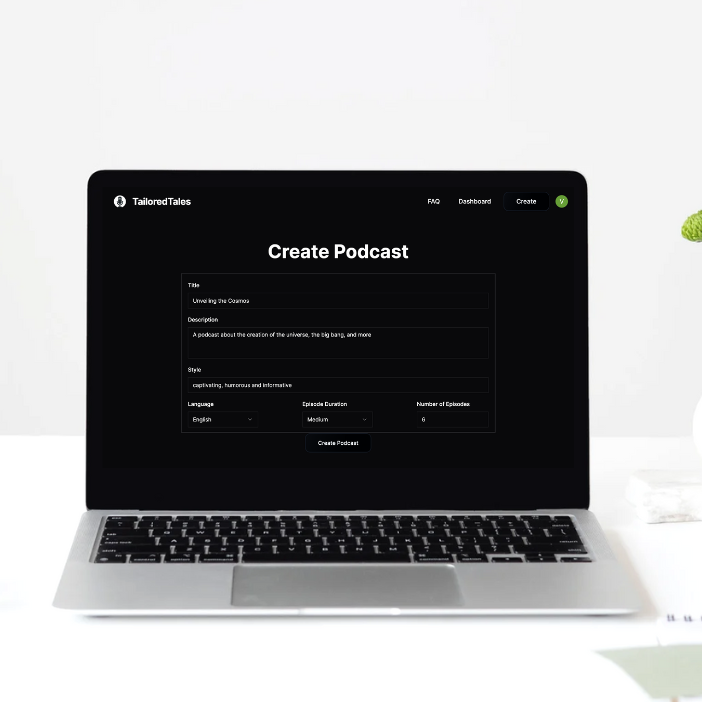 TailoredTales
FAQ Dashboard Create V
Create Podcast
Title
Unveiling the Cosmos
Description
A podcast about the creation of the universe, the big bang, and more
Style
captivating, humorous and informative
Language Episode Duration Number of Episodes
English Medium 6
Create Podcast